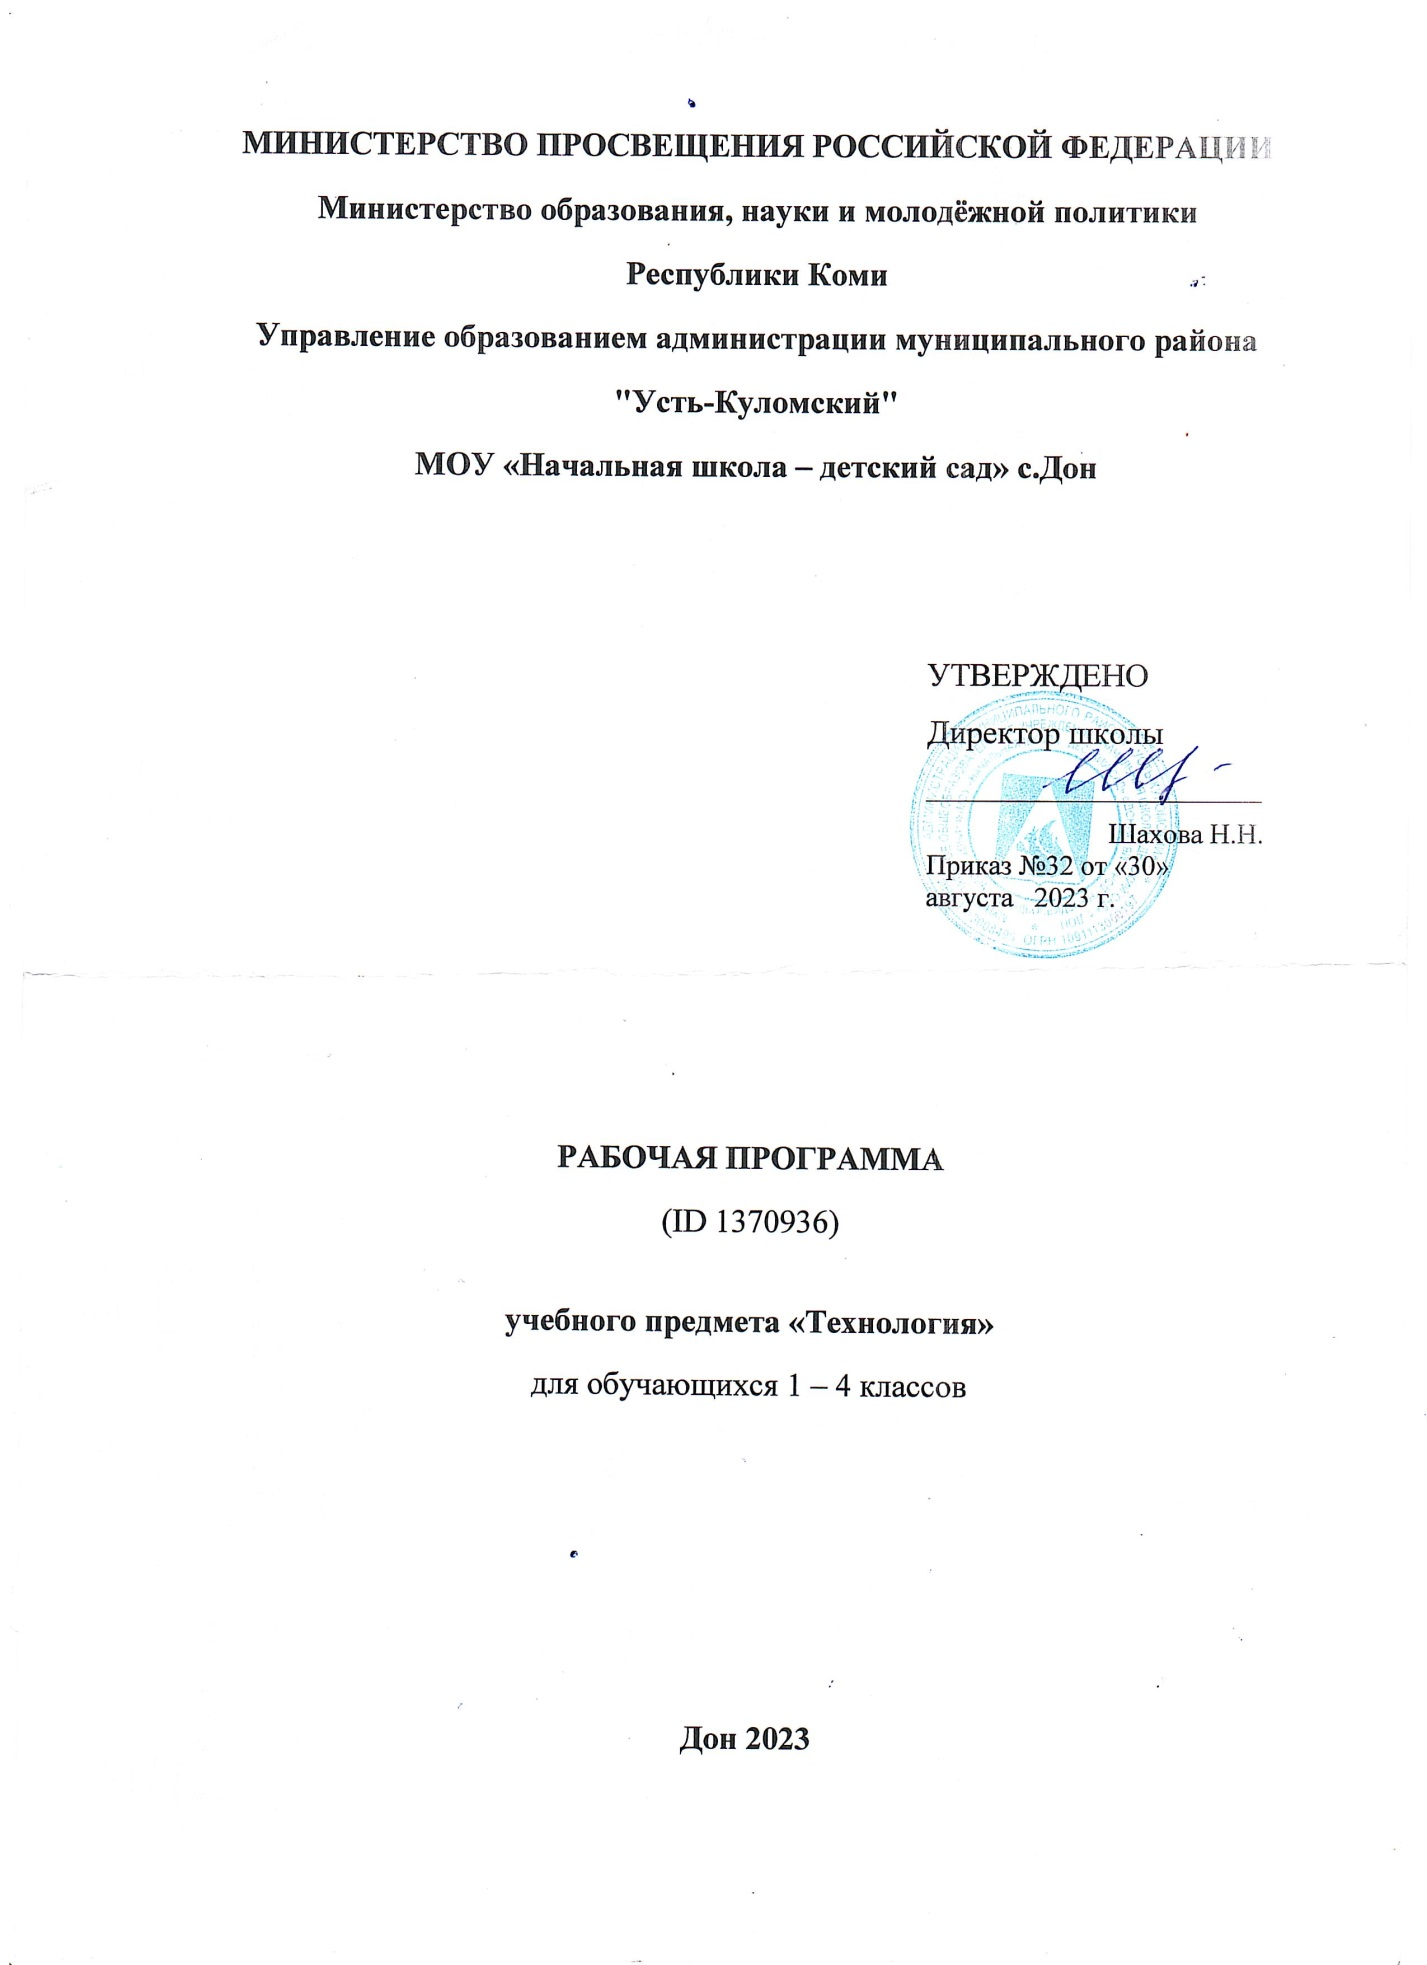 МИНИСТЕРСТВО ПРОСВЕЩЕНИЯ РОССИЙСКОЙ ФЕДЕРАЦИИ
Министерство образования, науки и молодёжной политики
Республики Коми
Управление образованием администрации муниципального района
"Усть-Куломский"
МОУ «Начальная школа – детский сад» с.Дон
УТВЕРЖДЕНО
Директор школы
Шахова Н.Н.
Приказ №32 от «30»
августа 2023 г.
РАБОЧАЯ ПРОГРАММА
(ID 1370936)
учебного предмета «Технология»
для обучающихся 1 – 4 классов
Дон 2023